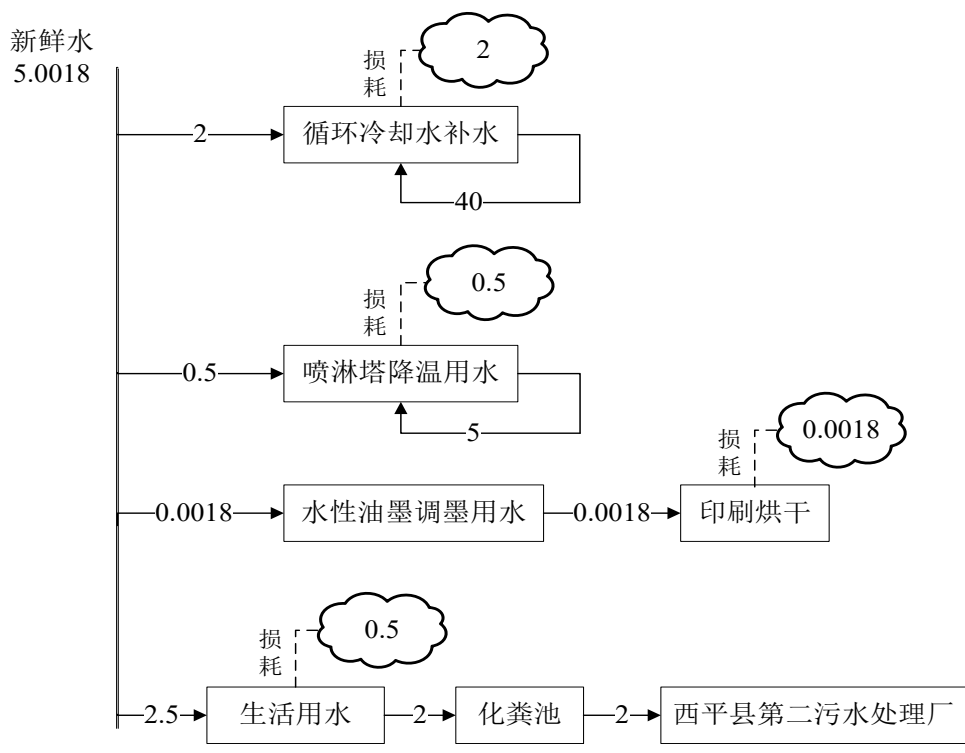 新鲜水
5.0018
损耗
2
2
循环冷却水补水
40
损耗
0.5
0.5
喷淋塔降温用水
5
损耗
0.0018
0.0018
水性油墨调墨用水
0.0018
印刷烘干
损耗
0.5
2.5
生活用水
2
化粪池
2
西平县第二污水处理厂